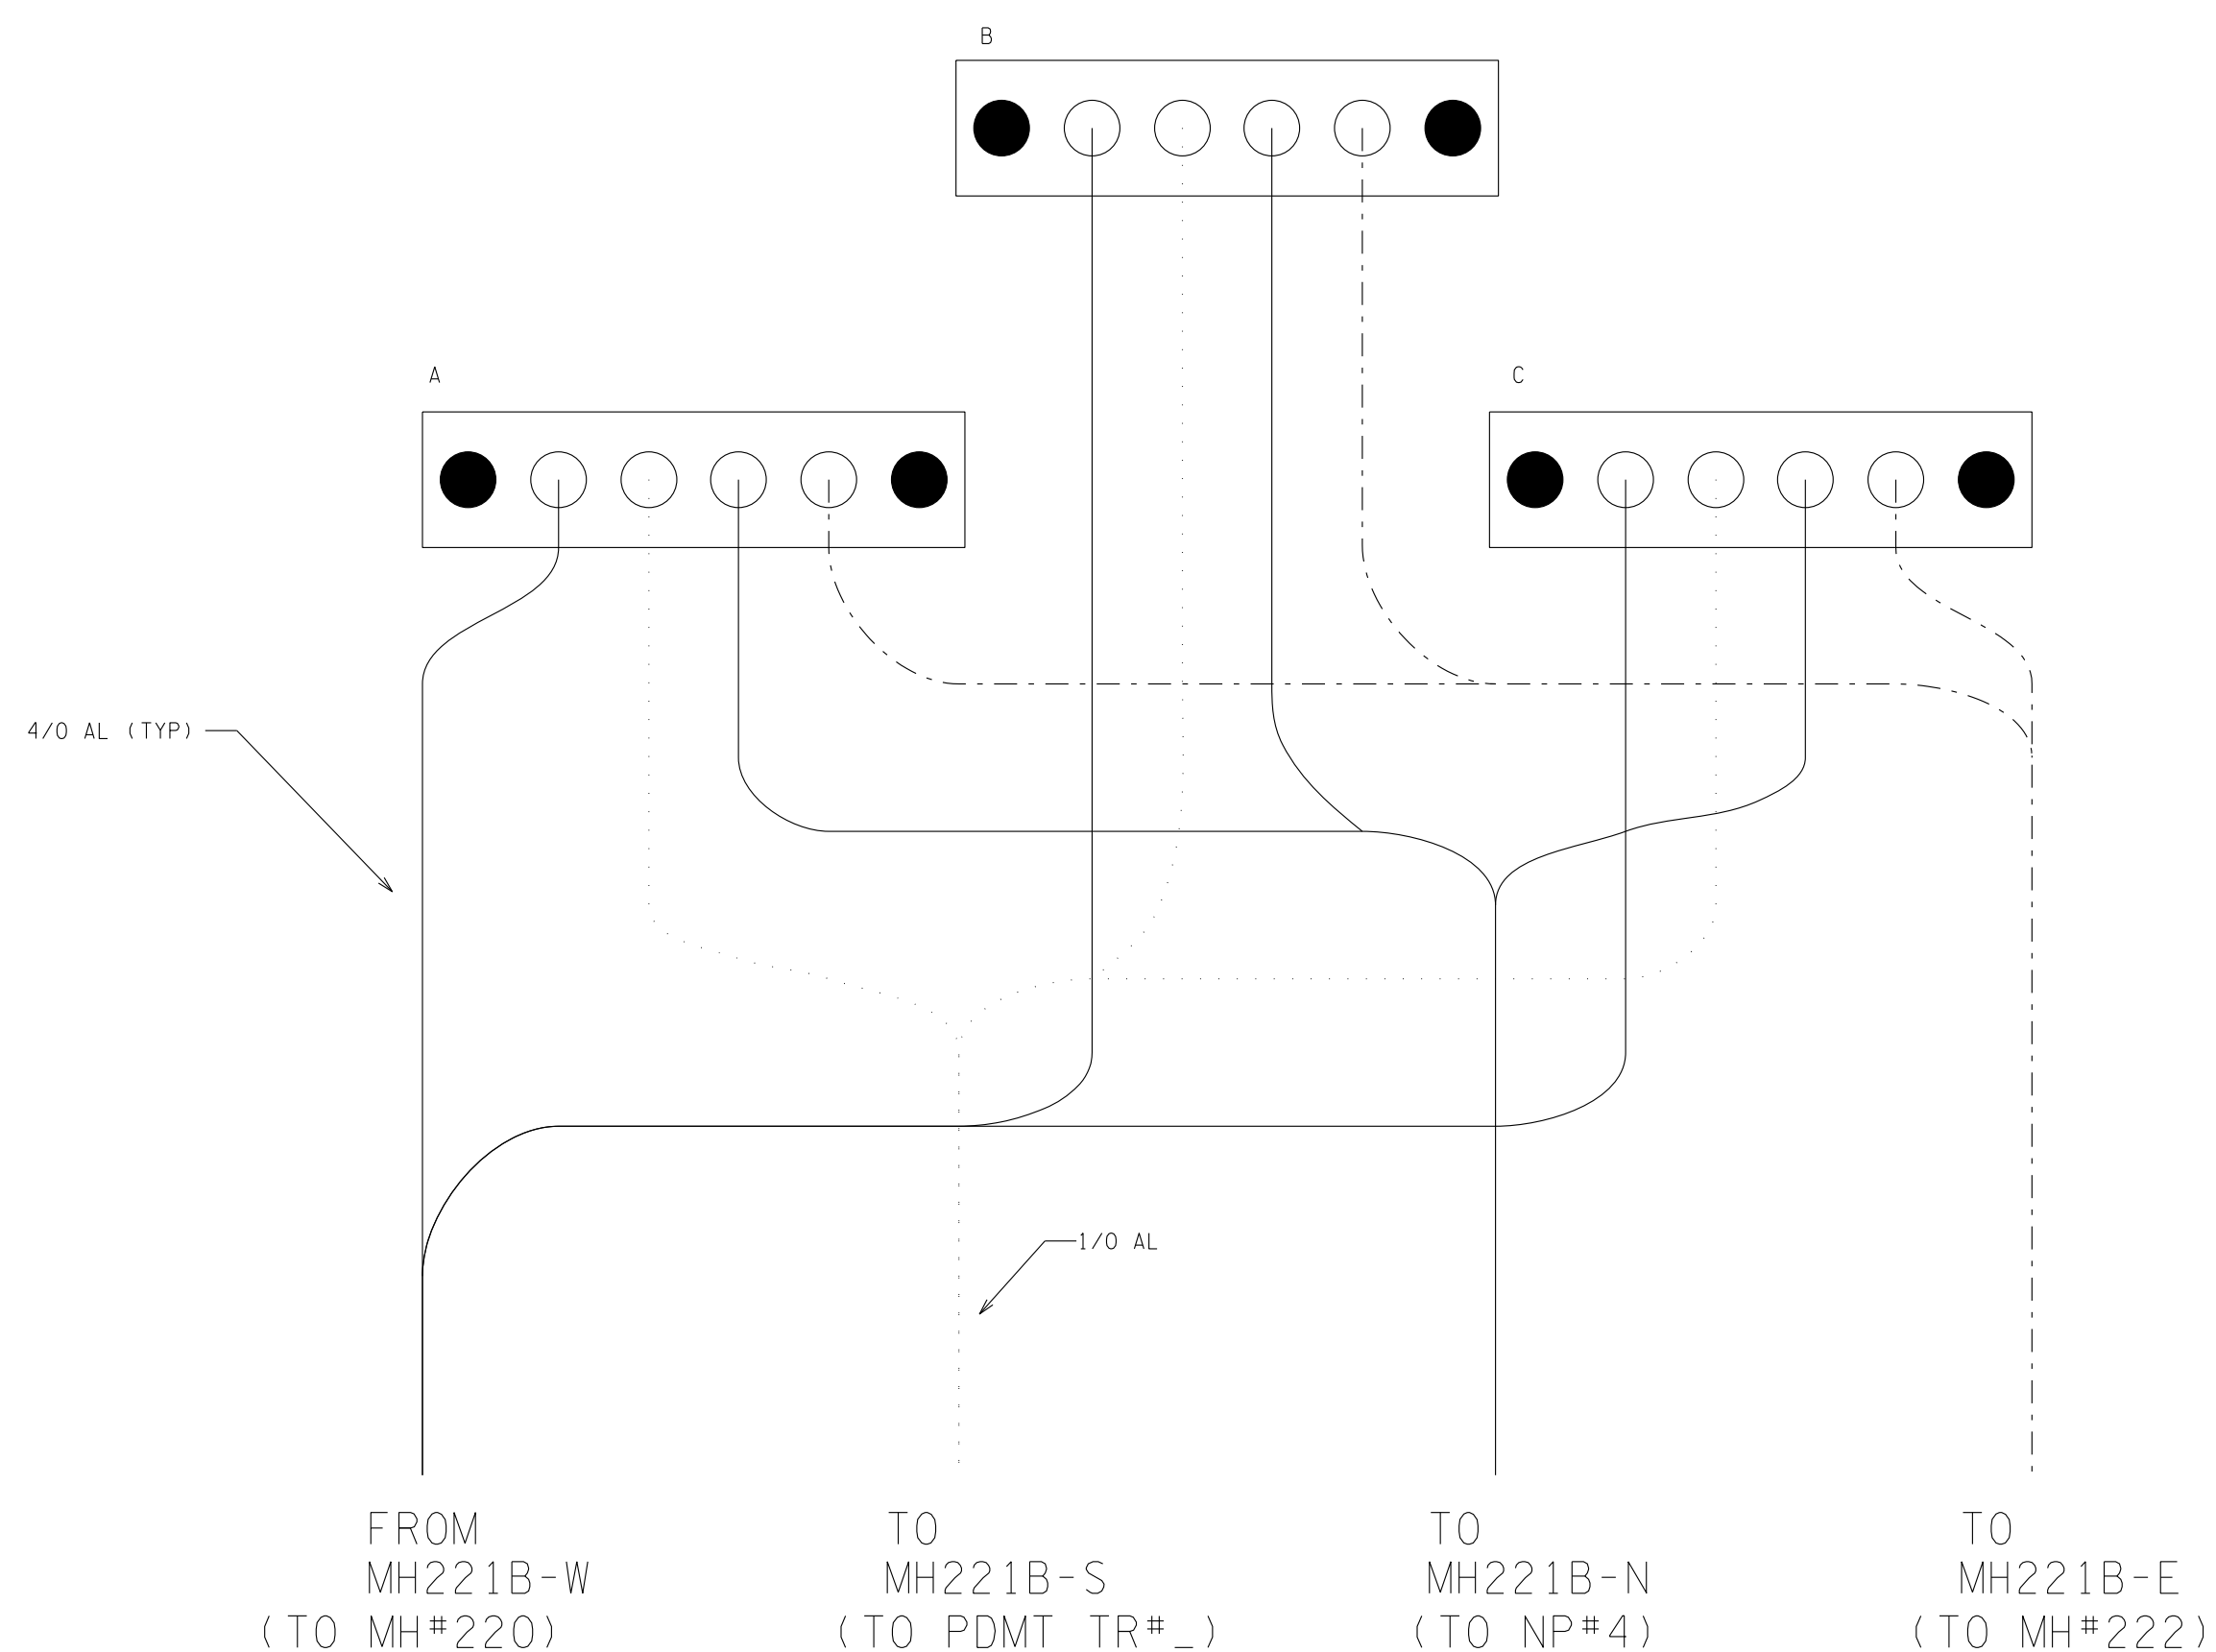 B
A
C
4/0 AL (TYP)
1/0 AL
FROM
MH221B-W
(TO MH#220)
TO
MH221B-S
(TO PDMT TR#_)
TO
MH221B-N
(TO NP#4)
TO
MH221B-E
(TO MH#222)